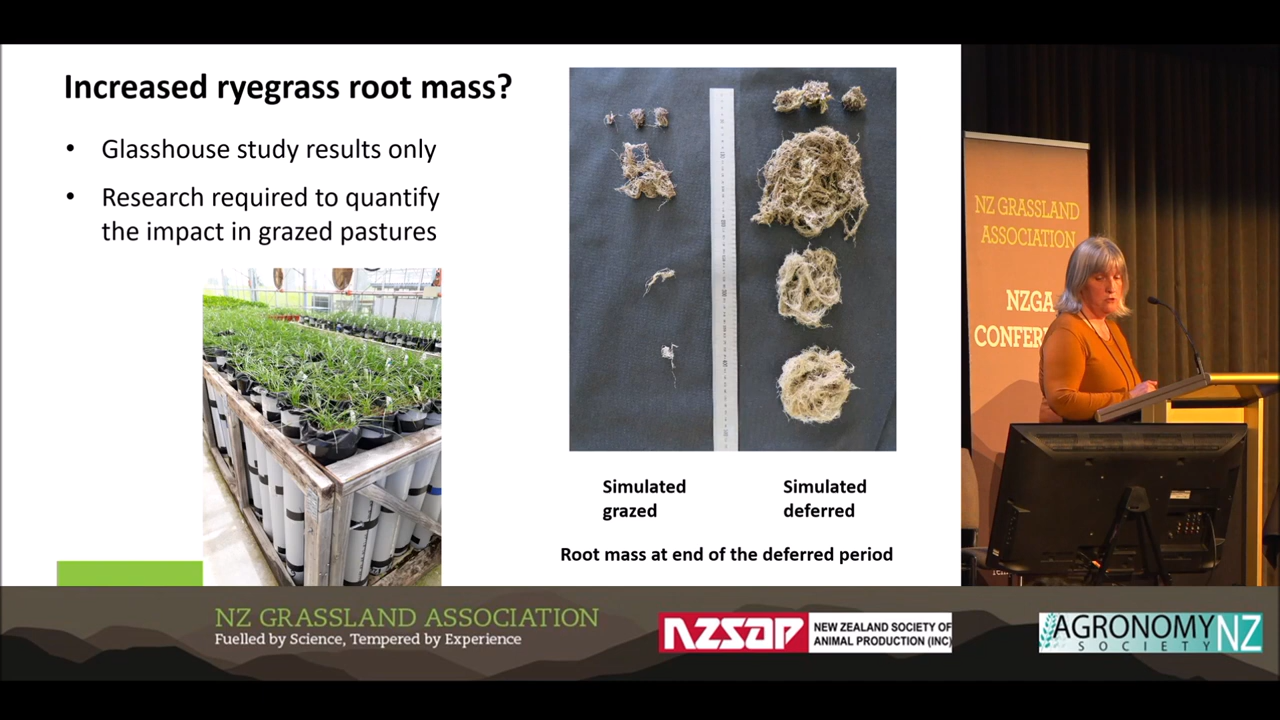 Increased ryegrass root mass?
• Glasshouse study results only
• Research required to quantify
the impact in grazed pastures
Simulated
grazed
Simulated
deferred
Root mass at end of the deferred period
NZ GRASSLAND
ASSOCIATION
NZGA
CONFER
NZ GRASSLAND ASSOCIATION
Fuelled by Science, Tempered by Experience
NZSAP
NEW ZEALAND SOCIETY OF
ANIMAL PRODUCTION (INC)
AGRONOMY NZ
SOCIETY